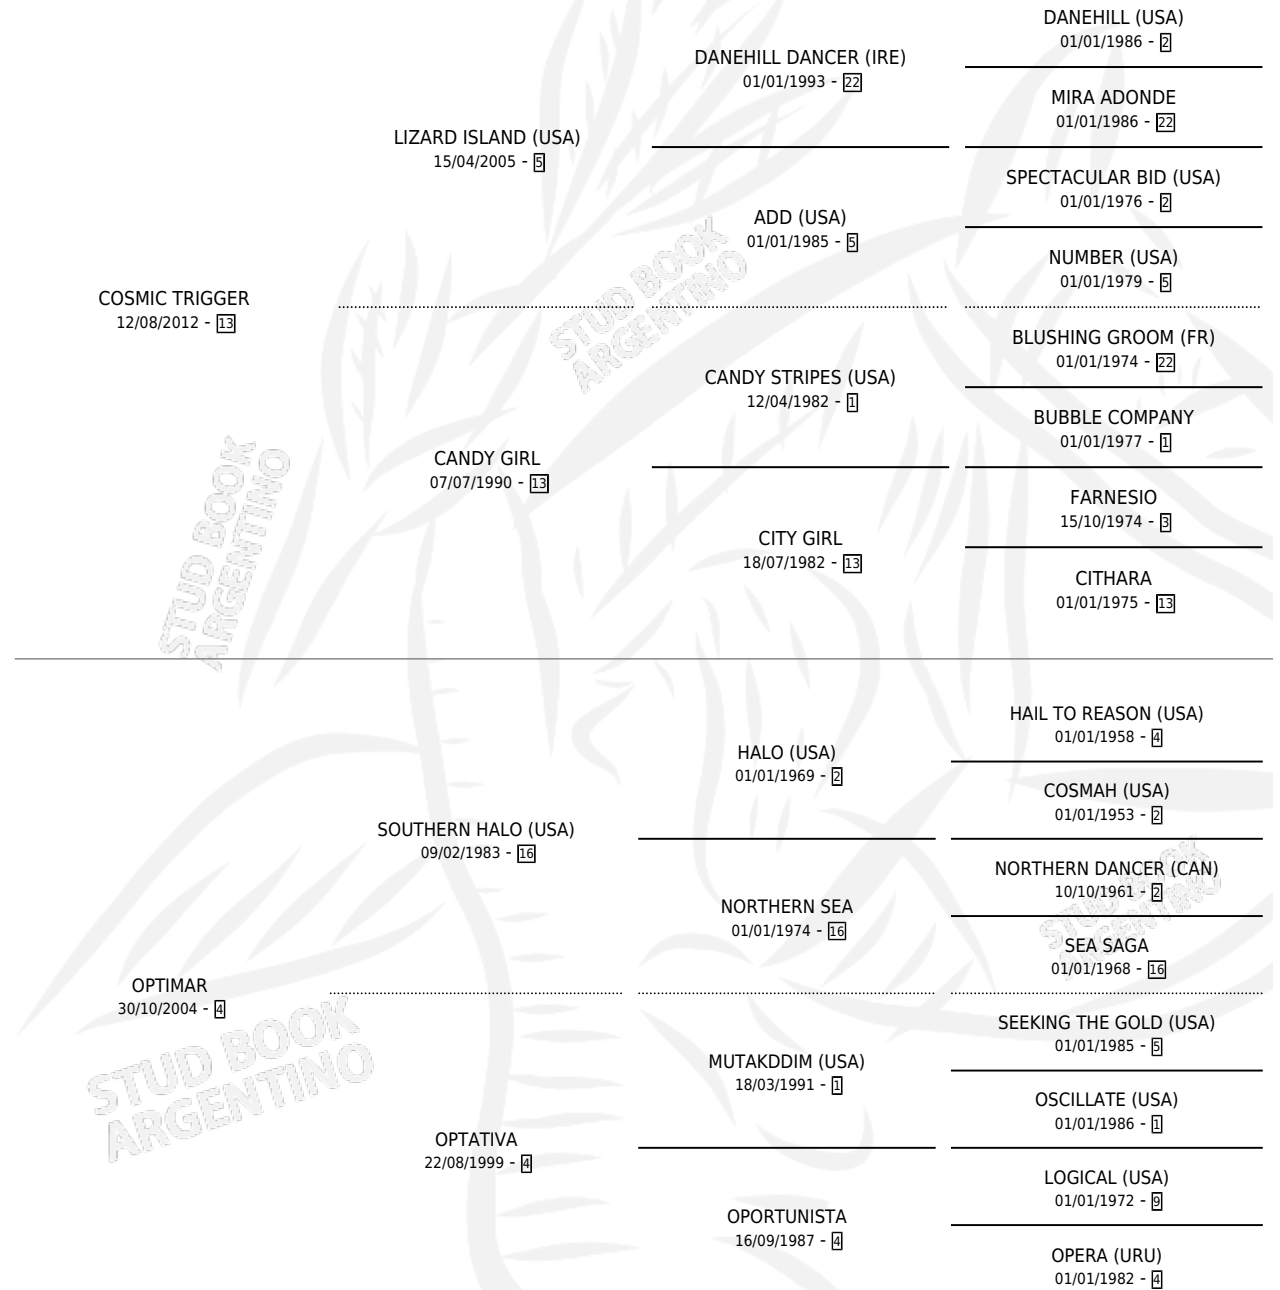 DANEHILL (USA)
01/01/1986 - 2
DANEHILL DANCER (IRE)
01/01/1993 - 22
MIRA ADONDE
01/01/1986 - 22
LIZARD ISLAND (USA)
15/04/2005 - 5
SPECTACULAR BID (USA)
01/01/1976 - 2
ADD (USA)
01/01/1985 - 5
NUMBER (USA)
01/01/1979 - 5
COSMIC TRIGGER
12/08/2012 - 13
STUD BOOK
ARGENTINO
BLUSHING GROOM (FR)
01/01/1974 - 22
CANDY STRIPES (USA)
12/04/1982 - 1
BUBBLE COMPANY
01/01/1977 - 1
CANDY GIRL
07/07/1990 - 13
FARNESIO
15/10/1974 - 3
CITY GIRL
18/07/1982 - 13
CITHARA
01/01/1975 - 13
STUD BOOK
ARGENTINO
HAIL TO REASON (USA)
01/01/1958 - 4
HALO (USA)
01/01/1969 - 2
COSMAH (USA)
01/01/1953 - 2
SOUTHERN HALO (USA)
09/02/1983 - 16
NORTHERN DANCER (CAN)
10/10/1961 - 2
NORTHERN SEA
01/01/1974 - 16
SEA SAGA
01/01/1968 - 16
STUD BOOK
ARGENTINO
OPTIMAR
30/10/2004 - 4
SEEKING THE GOLD (USA)
01/01/1985 - 5
MUTAKDDIM (USA)
18/03/1991 - 1
OSCILLATE (USA)
01/01/1986 - 1
STUD BOOK
ARGENTINO
OPTATIVA
22/08/1999 - 4
LOGICAL (USA)
01/01/1972 - 9
OPORTUNISTA
16/09/1987 - 4
OPERA (URU)
01/01/1982 - 4